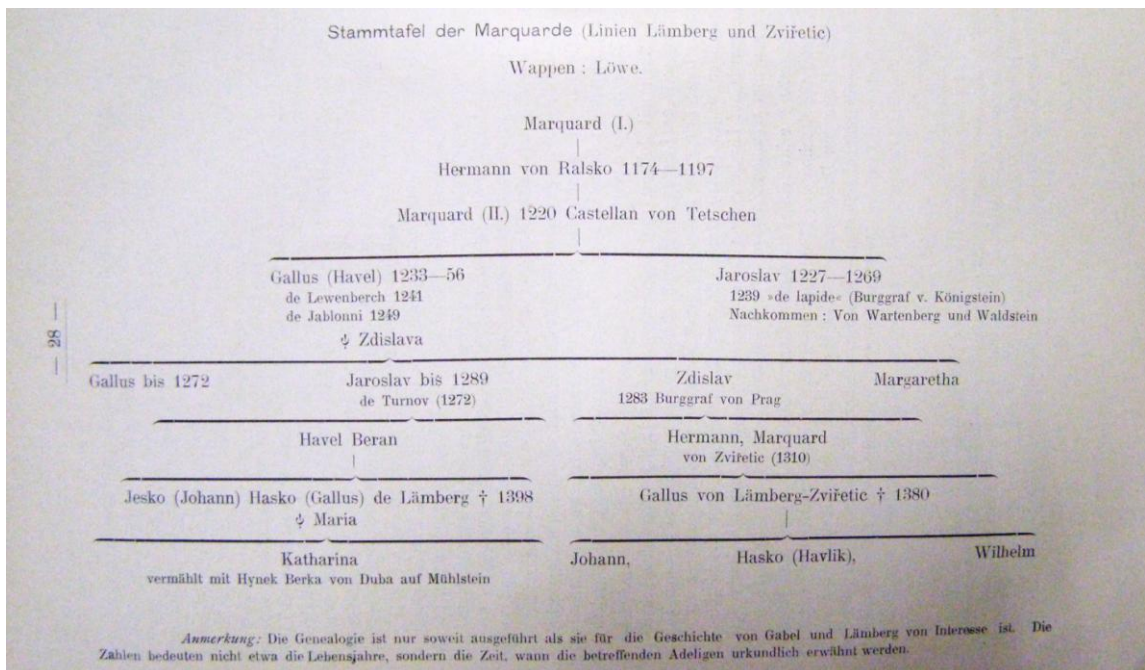 Stammtafel der Marquarde (Linien Lämberg und Zviřetic)
Wappen : Löwe.
Marquard (I.)
Hermann von Ralsko 1174—1197
Marquard (II.) 1220 Castellan von Tetschen
Gallus (Havel) 1233—56
de Lewenberch 1241
de Jablonni 1249
Jaroslav 1227—1269
1239 »de lapide« (Burggraf v. Königstein)
Nachkommen : Von Wartenberg und Waldstein
— 28 —
Zdislava
Gallus bis 1272
Jaroslav bis 1289
de Turnov (1272)
Zdislav
1283 Burggraf von Prag
Margaretha
Havel Beran
Hermann, Marquard
von Zviřetic (1310)
Jesko (Johann) Hasko (Gallus) de Lämberg † 1398
Maria
Gallus von Lämberg-Zviřetic † 1380
Katharina
vermählt mit Hynek Berka von Duba auf Mühlstein
Johann, Hasko (Havlik), Wilhelm
Anmerkung: Die Genealogie ist nur soweit ausgeführt als sie für die Geschichte von Gabel und Lämberg von Interesse ist. Die
Zahlen bedeuten nicht etwa die Lebensjahre, sondern die Zeit, wann die betreffenden Adeligen urkundlich erwähnt werden.